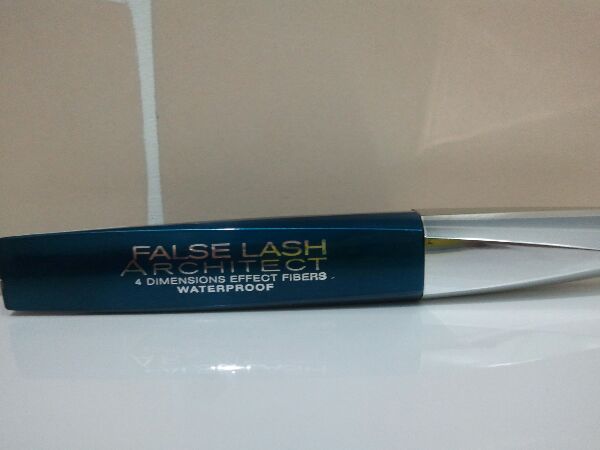 FALSE LASH
ARCHITECT
4 DIMENSIONS EFFECT FIBERS
WATERPROOF